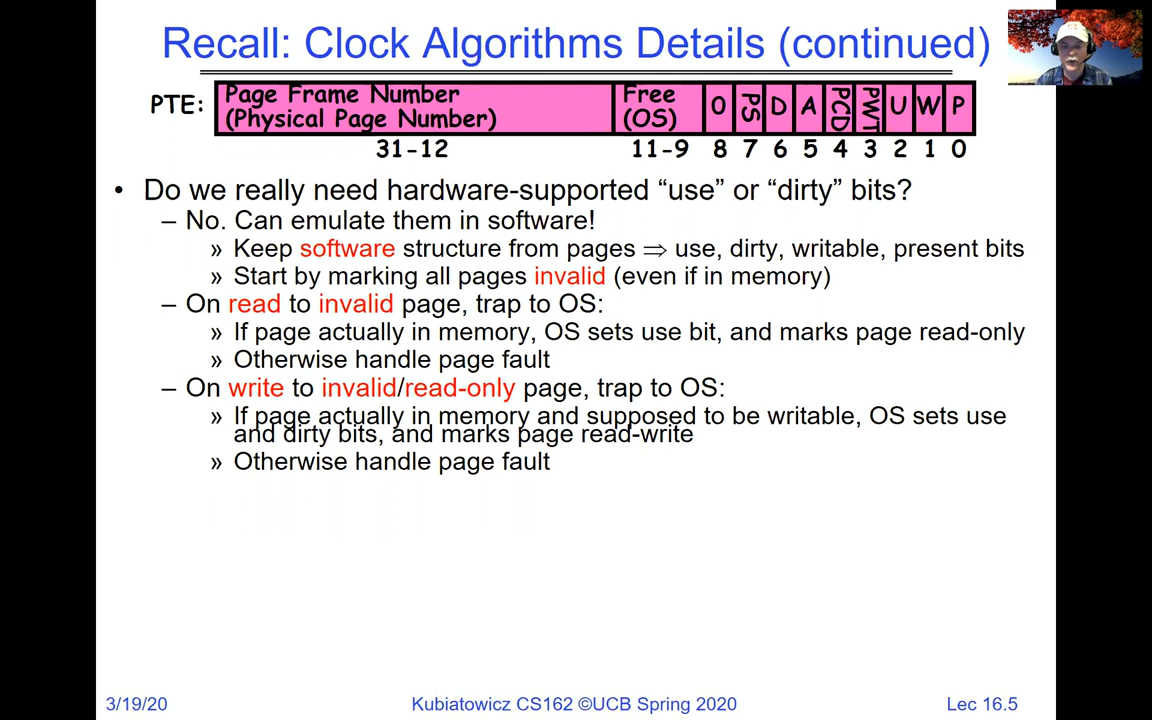 Recall: Clock Algorithms Details (continued)
PTE: Page Frame Number (Physical Page Number) Free (OS) 0 PS D A PCD PWT U W P
31-12 11-9 8 7 6 5 4 3 2 1 0
• Do we really need hardware-supported “use” or “dirty” bits?
– No. Can emulate them in software!
» Keep software structure from pages ⇒ use, dirty, writable, present bits
» Start by marking all pages invalid (even if in memory)
– On read to invalid page, trap to OS:
» If page actually in memory, OS sets use bit, and marks page read-only
» Otherwise handle page fault
– On write to invalid/read-only page, trap to OS:
» If page actually in memory and supposed to be writable, OS sets use
and dirty bits, and marks page read-write
» Otherwise handle page fault
3/19/20 Kubiatowicz CS162 ©UCB Spring 2020 Lec 16.5